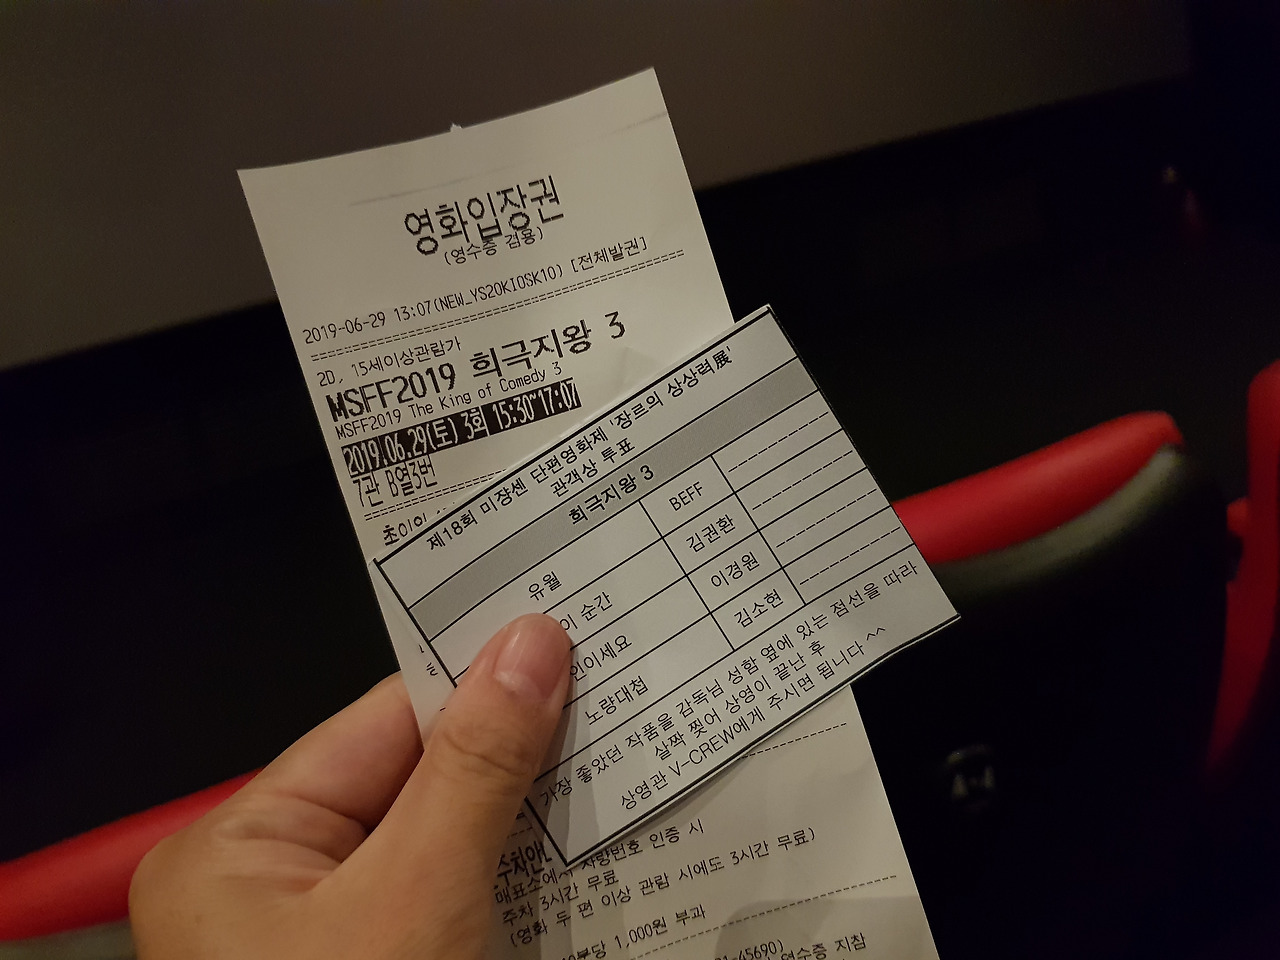 영화입장권
(영수증 겸용)
2019-06-29 13:07(NEW_YS20KIOSK10) [전체발권]
2D, 15세이상관람가
MSFF2019 희극지왕 3
MSFF2019 The King of Comedy 3
2019.06.29(토) 3회 15:30~17:07
7관 B열3번
제18회 미쟝센 단편영화제 '장르의 상상력展'
관객상 투표
희극지왕 3
유월 BEFF
이 순간 김권환
인이세요 이경원
노량대첩 김소현
가장 좋았던 작품을 감독님 성함 옆에 있는 점선을 따라
살짝 찢어 상영이 끝난 후
상영관 V-CREW에게 주시면 됩니다 ^^
차량번호 인증 시
주차 3시간 무료
(영화 두 편 이상 관람 시에도 3시간 무료)
1,000원 부과
영수증 지참